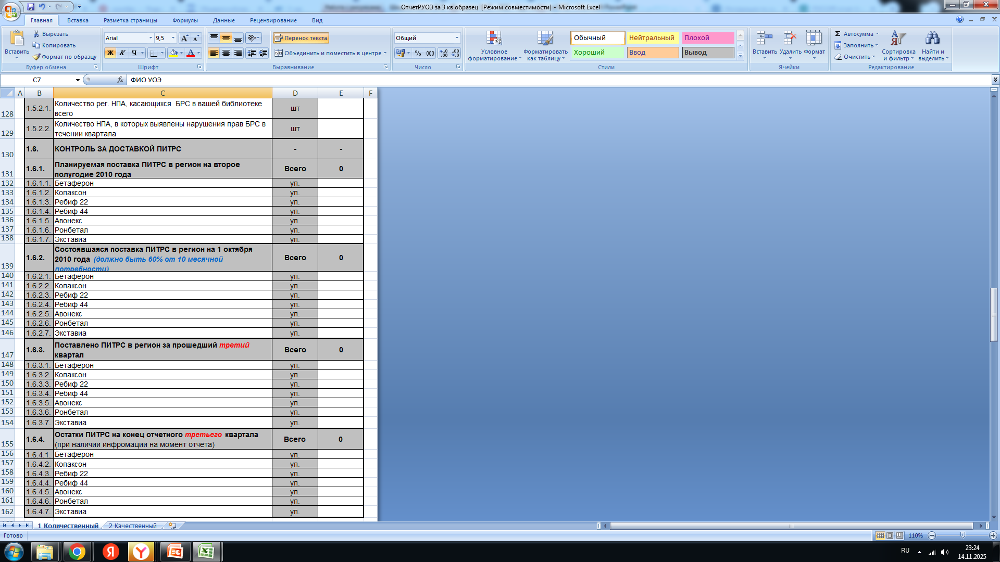 ОтчетРУОЭ за 3 кв образец [Режим совместимости] - Microsoft Excel
Главная Вставка Разметка страницы Формулы Данные Рецензирование Вид
Вставить
Вырезать
Копировать
Формат по образцу
Буфер обмена
Arial 9,5
Ж К Ч
Шрифт
Перенос текста
Объединить и поместить в центре
Выравнивание
Общий
% 000
Число
Условное форматирование
Форматировать как таблицу
Обычный Нейтральный Плохой
Хороший Ввод Вывод
Стили
Вставить Удалить Формат
Ячейки
Σ Автосумма
Заполнить
Очистить
Сортировка и фильтр
Найти и выделить
Редактирование
C7 fx ФИО УОЭ
A B C D E F
128 1.5.2.1. Количество рег. НПА, касающихся БРС в вашей библиотеке всего шт
129 1.5.2.2. Количество НПА, в которых выявлены нарушения прав БРС в течении квартала шт
130 1.6. КОНТРОЛЬ ЗА ДОСТАВКОЙ ПИТРС - -
131 1.6.1. Планируемая поставка ПИТРС в регион на второе полугодие 2010 года Всего 0
132 1.6.1.1. Бетаферон уп.
133 1.6.1.2. Копаксон уп.
134 1.6.1.3. Ребиф 22 уп.
135 1.6.1.4. Ребиф 44 уп.
136 1.6.1.5. Авонекс уп.
137 1.6.1.6. Ронбетал уп.
138 1.6.1.7. Экставиа уп.
139 1.6.2. Состоявшаяся поставка ПИТРС в регион на 1 октября 2010 года (должно быть 60% от 10 месячной потребности) Всего 0
140 1.6.2.1. Бетаферон уп.
141 1.6.2.2. Копаксон уп.
142 1.6.2.3. Ребиф 22 уп.
143 1.6.2.4. Ребиф 44 уп.
144 1.6.2.5. Авонекс уп.
145 1.6.2.6. Ронбетал уп.
146 1.6.2.7. Экставиа уп.
147 1.6.3. Поставлено ПИТРС в регион за прошедший третий квартал Всего 0
148 1.6.3.1. Бетаферон уп.
149 1.6.3.2. Копаксон уп.
150 1.6.3.3. Ребиф 22 уп.
151 1.6.3.4. Ребиф 44 уп.
152 1.6.3.5. Авонекс уп.
153 1.6.3.6. Ронбетал уп.
154 1.6.3.7. Экставиа уп.
155 1.6.4. Остатки ПИТРС на конец отчетного третьего квартала (при наличии инфромации на момент отчета) Всего 0
156 1.6.4.1. Бетаферон уп.
157 1.6.4.2. Копаксон уп.
158 1.6.4.3. Ребиф 22 уп.
159 1.6.4.4. Ребиф 44 уп.
160 1.6.4.5. Авонекс уп.
161 1.6.4.6. Ронбетал уп.
162 1.6.4.7. Экставиа уп.
1 Количественный 2 Качественный
Готово 110%
RU 23:24
14.11.2025